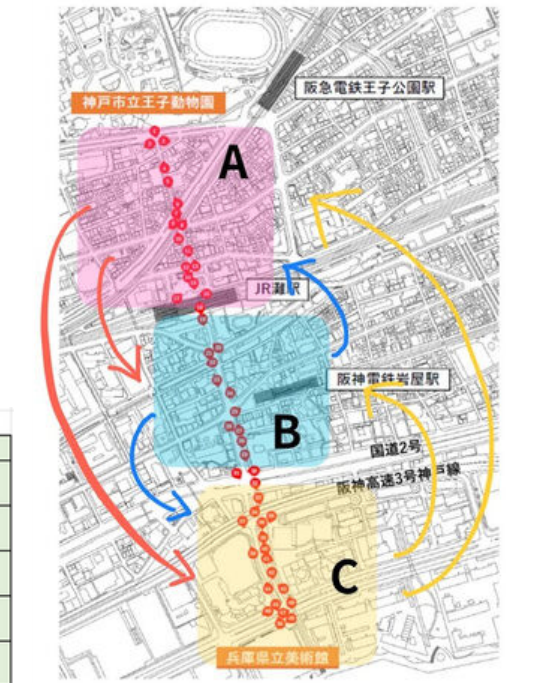 阪急電鉄王子公園駅
神戸市立王子動物園
A
JR灘駅
阪神電鉄岩屋駅
B
国道2号
阪神高速3号神戸線
C
兵庫県立美術館